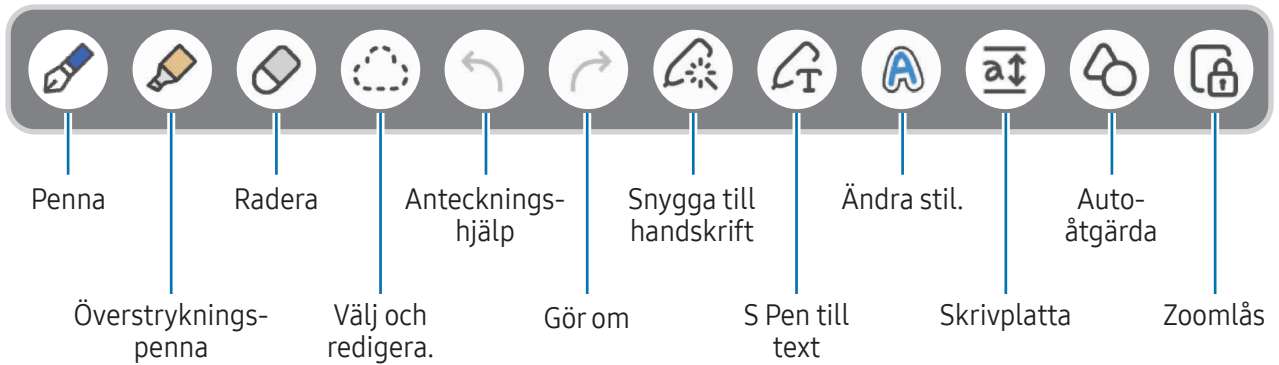 Penna
Radera
Antecknings-
hjälp
Snygga till
handskrift
Ändra stil.
Auto-
åtgärda
Överstryknings-
penna
Välj och
redigera.
Gör om
S Pen till
text
Skrivplatta
Zoomlås
T
A
a